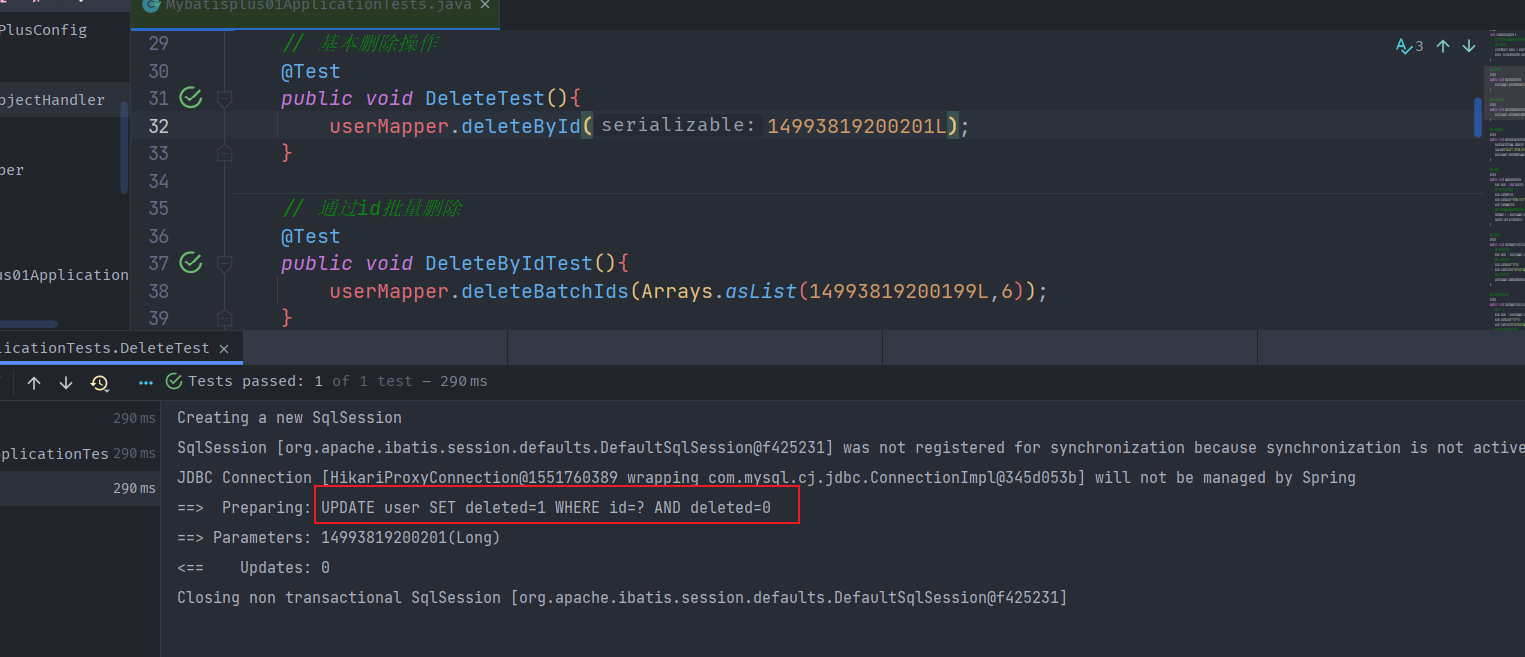 Mybatisplus01ApplicationTests.java ×
PlusConfig
bjectHandler
per
us01Application
29 // 基本删除操作
30 @Test
31 public void DeleteTest(){
32 userMapper.deleteById( serializable: 14993819200201L);
33 }
34
35 // 通过id批量删除
36 @Test
37 public void DeleteByIdTest(){
38 userMapper.deleteBatchIds(Arrays.asList(14993819200199L,6));
39 }
3
licationTests.DeleteTest ×
Tests passed: 1 of 1 test – 290 ms
290 ms
plicationTes 290 ms
290 ms
Creating a new SqlSession
SqlSession [org.apache.ibatis.session.defaults.DefaultSqlSession@f425231] was not registered for synchronization because synchronization is not active
JDBC Connection [HikariProxyConnection@1551760389 wrapping com.mysql.cj.jdbc.ConnectionImpl@345d053b] will not be managed by Spring
==>  Preparing: UPDATE user SET deleted=1 WHERE id=? AND deleted=0
==> Parameters: 14993819200201(Long)
<==    Updates: 0
Closing non transactional SqlSession [org.apache.ibatis.session.defaults.DefaultSqlSession@f425231]